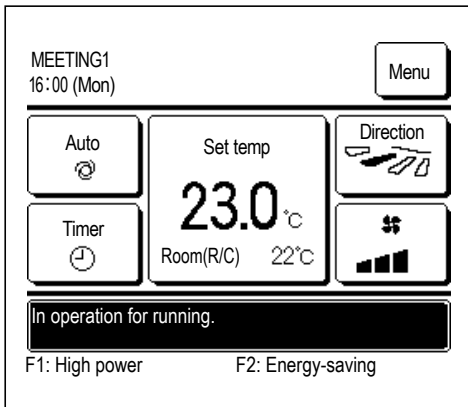 MEETING1
16:00 (Mon)
Menu
Auto
Set temp
Direction
23.0°C
Timer
Room(R/C) 22°C
In operation for running.
F1: High power F2: Energy-saving